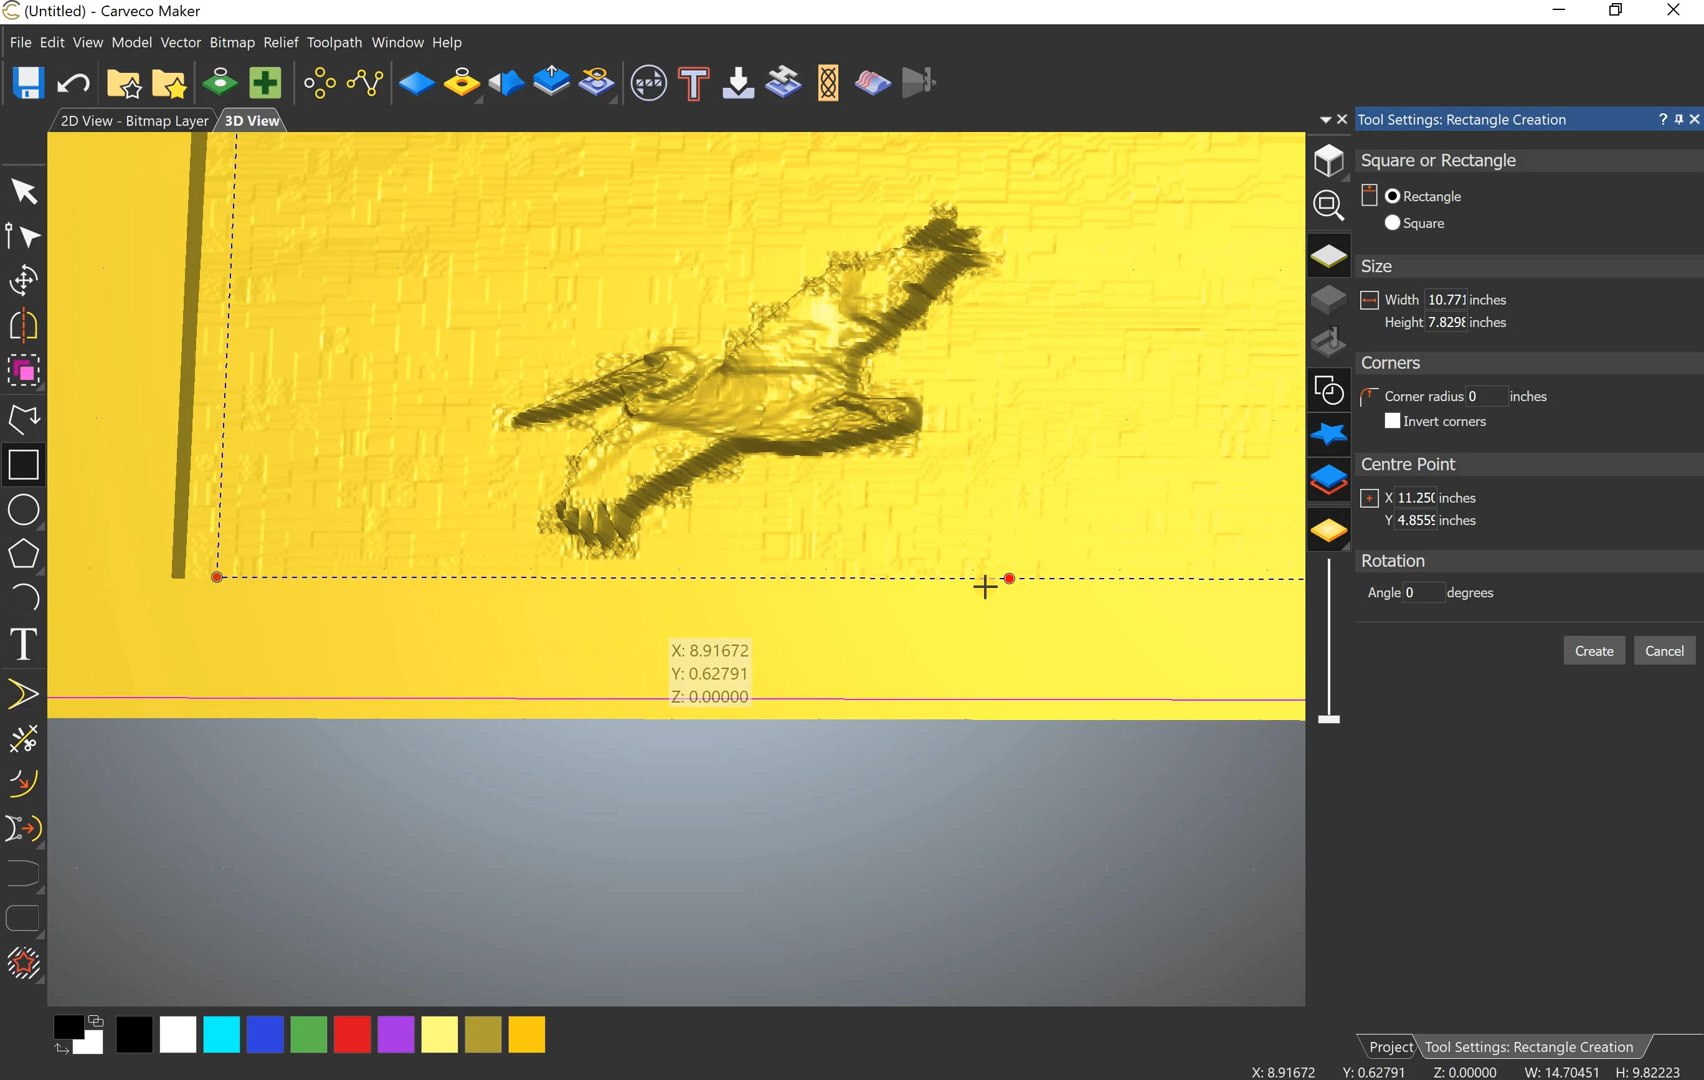 (Untitled) - Carveco Maker
File Edit View Model Vector Bitmap Relief Toolpath Window Help
2D View - Bitmap Layer 3D View
Tool Settings: Rectangle Creation
Square or Rectangle
Rectangle
Square
Size
Width 10.771 inches
Height 7.8298 inches
Corners
Corner radius 0 inches
Invert corners
Centre Point
X 11.250 inches
Y 4.8559 inches
Rotation
Angle 0 degrees
Create Cancel
X: 8.91672
Y: 0.62791
Z: 0.00000
Project Tool Settings: Rectangle Creation
X: 8.91672 Y: 0.62791 Z: 0.00000 W: 14.70451 H: 9.82223